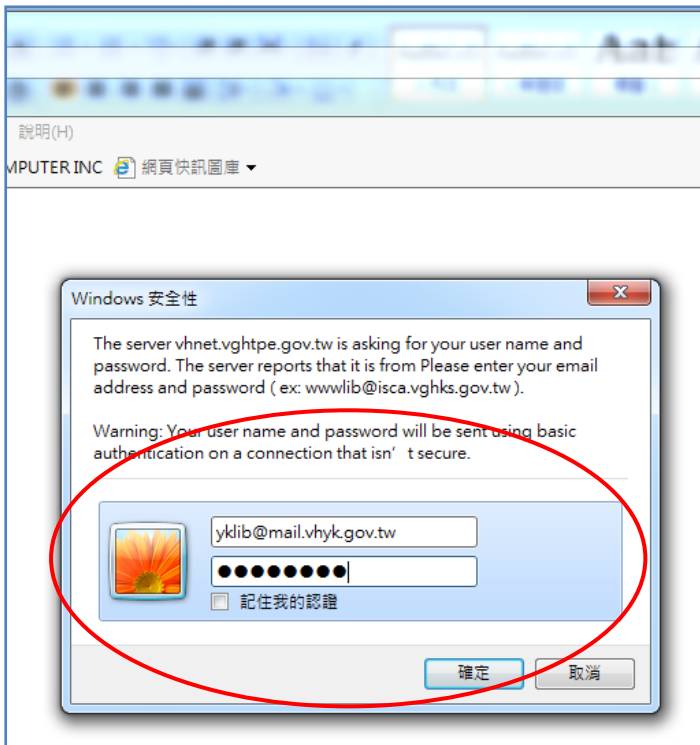 Aab
說明(H)
MPUTER INC 網頁快訊圖庫
Windows 安全性
The server vhnet.vghtpe.gov.tw is asking for your user name and
password. The server reports that it is from Please enter your email
address and password ( ex: wwwlib@isca.vghks.gov.tw ).
Warning: Your user name and password will be sent using basic
authentication on a connection that isn' t secure.
yklib@mail.vhyk.gov.tw
●●●●●●●●
記住我的認證
確定 取消